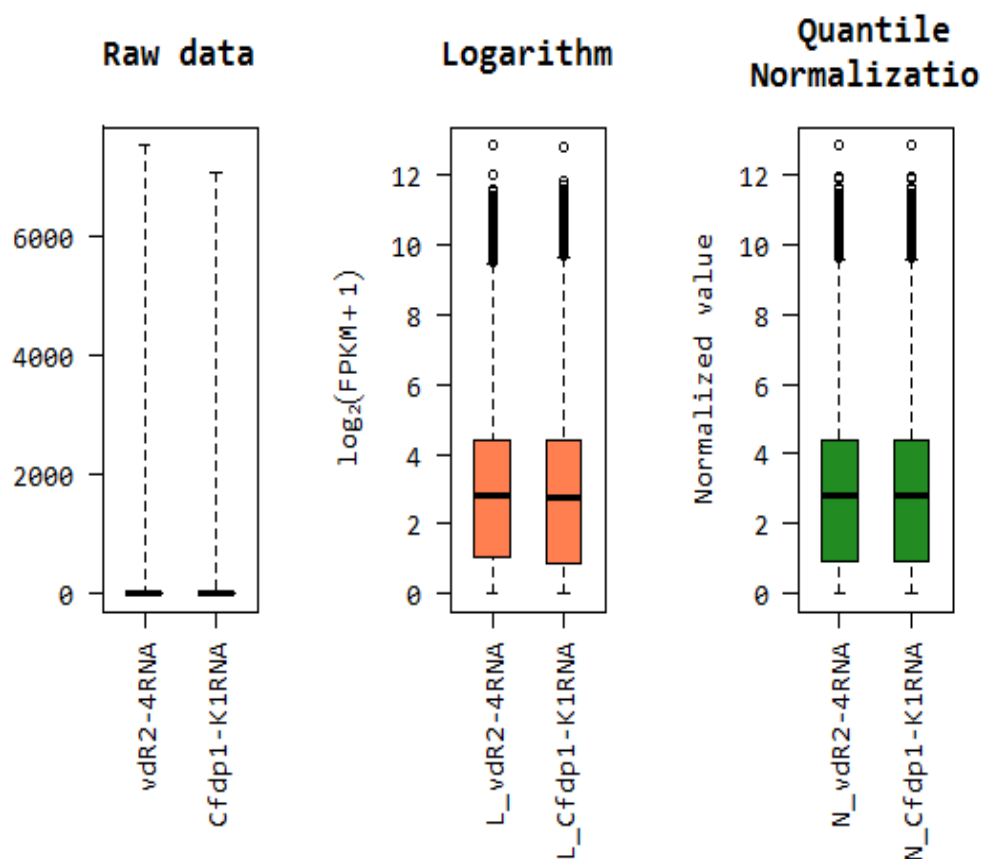 Raw data
6000
4000
2000
0
vdR2-4RNA
Cfdp1-K1RNA
Logarithm
log₂(FPKM+1)
12
10
8
6
4
2
0
L_vdR2-4RNA
L_Cfdp1-K1RNA
Quantile
Normalizatio
Normalized value
12
10
8
6
4
2
0
N_vdR2-4RNA
N_Cfdp1-K1RNA